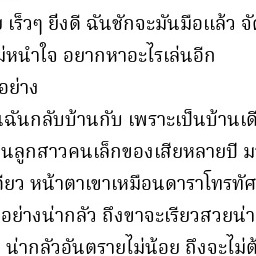 เร็วๆ ยิ่งดี ฉันชักจะมันมือแล้ว จั
หนำใจ อยากหาอะไรเล่นอีก
อย่าง
ฉันกลับบ้านกับ เพราะเป็นบ้านเดี
นลูกสาวคนเล็กของเสียหลายปี ม
ียว หน้าตาเขาเหมือนดาราโทรทัศ
อย่างน่ากลัว ถึงขาจะเรียวสวยน่า
น่ากลัวอันตรายไม่น้อย ถึงจะไม่ต้